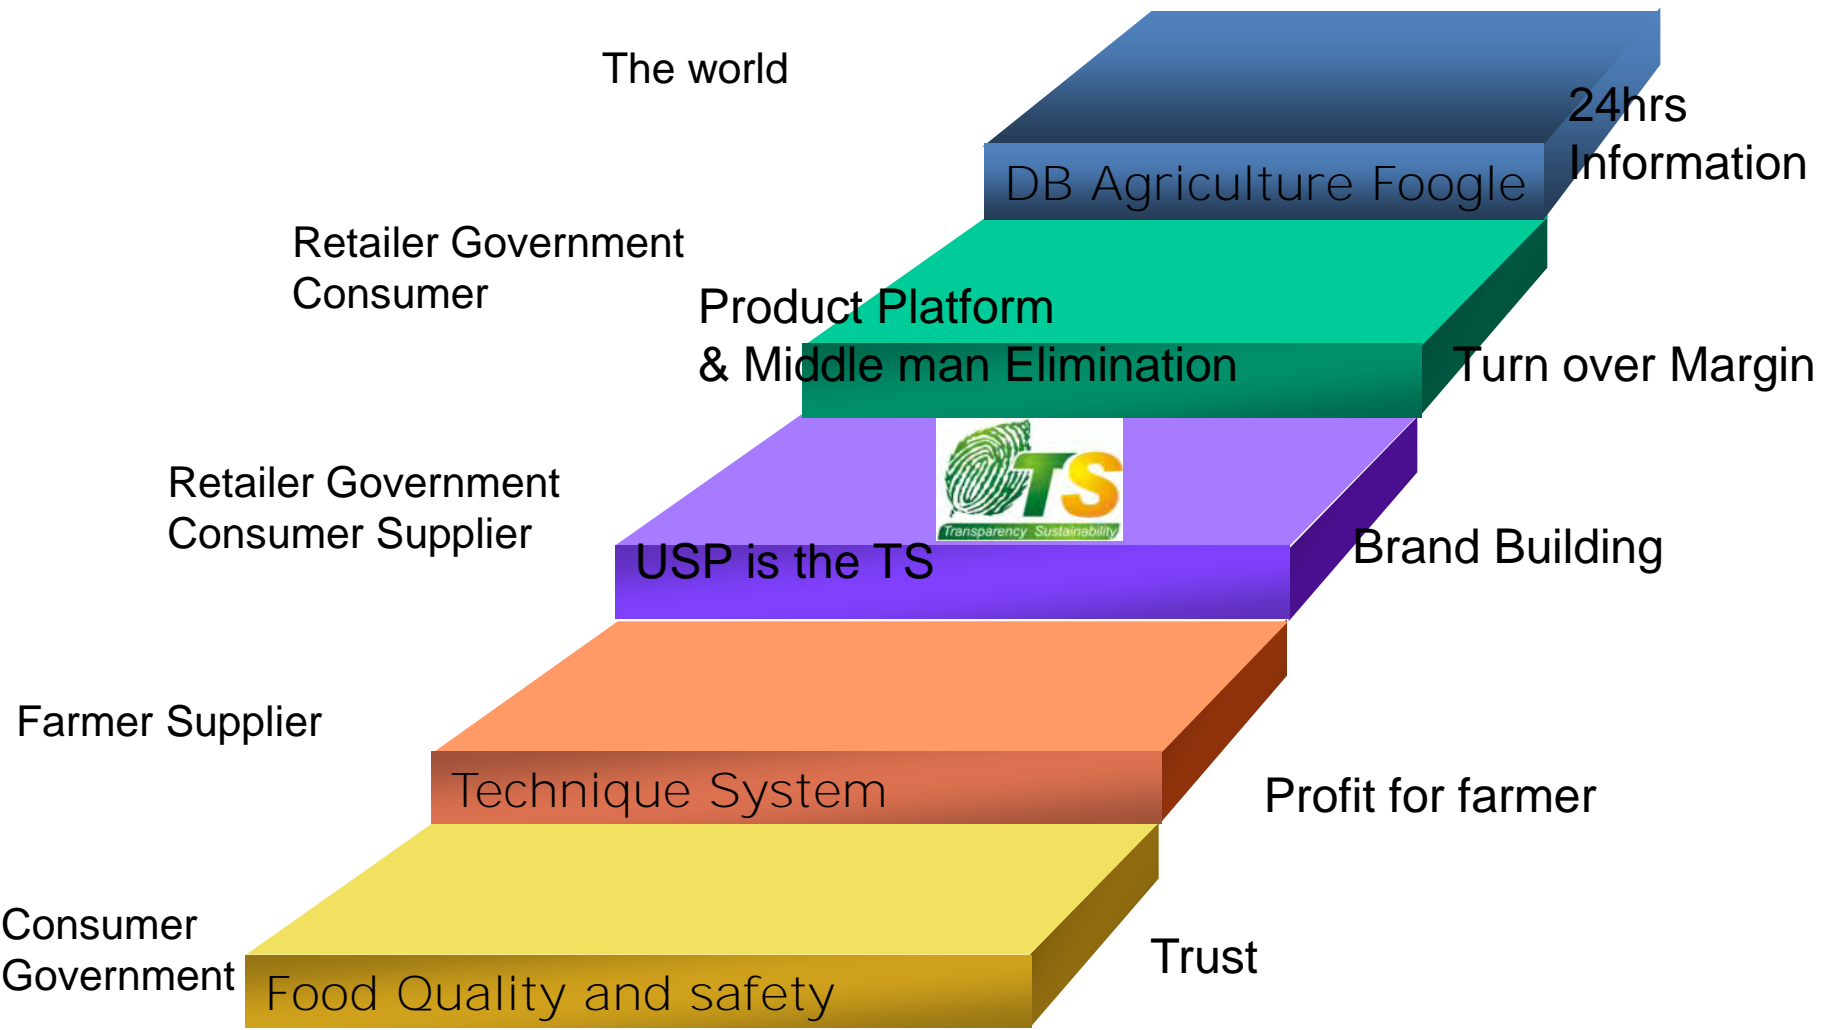 The world
24hrs
Information
DB Agriculture Foogle
Retailer Government
Consumer
Product Platform
& Middle man Elimination
Turn over Margin
TS
Transparency Sustainability
Retailer Government
Consumer Supplier
USP is the TS
Brand Building
Farmer Supplier
Technique System
Profit for farmer
Consumer
Government
Trust
Food Quality and safety